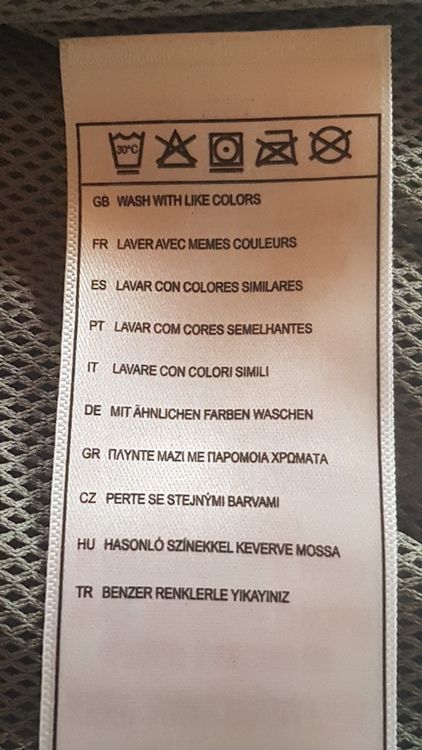 30°C
GB WASH WITH LIKE COLORS
FR LAVER AVEC MEMES COULEURS
ES LAVAR CON COLORES SIMILARES
PT LAVAR COM CORES SEMELHANTES
IT LAVARE CON COLORI SIMILI
DE MIT ÄHNLICHEN FARBEN WASCHEN
GR ΠΛΥΝΤΕ ΜΑΖΙ ΜΕ ΠΑΡΟΜΟΙΑ ΧΡΩΜΑΤΑ
CZ PERTE SE STEJNÝMI BARVAMI
HU HASONLÓ SZÍNEKKEL KEVERVE MOSSA
TR BENZER RENKLERLE YIKAYINIZ